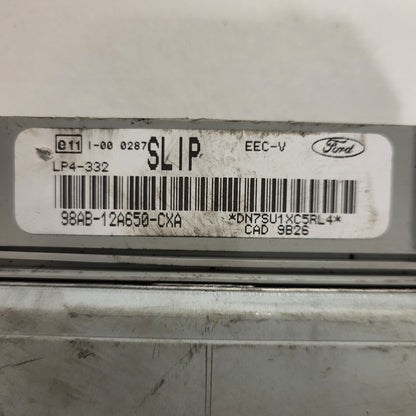 e11 I-00 0287 SLIP EEC-V Ford
LP4-332
98AB-12A650-CXA *DN7SU1XC5RL4*
CAD 9B26